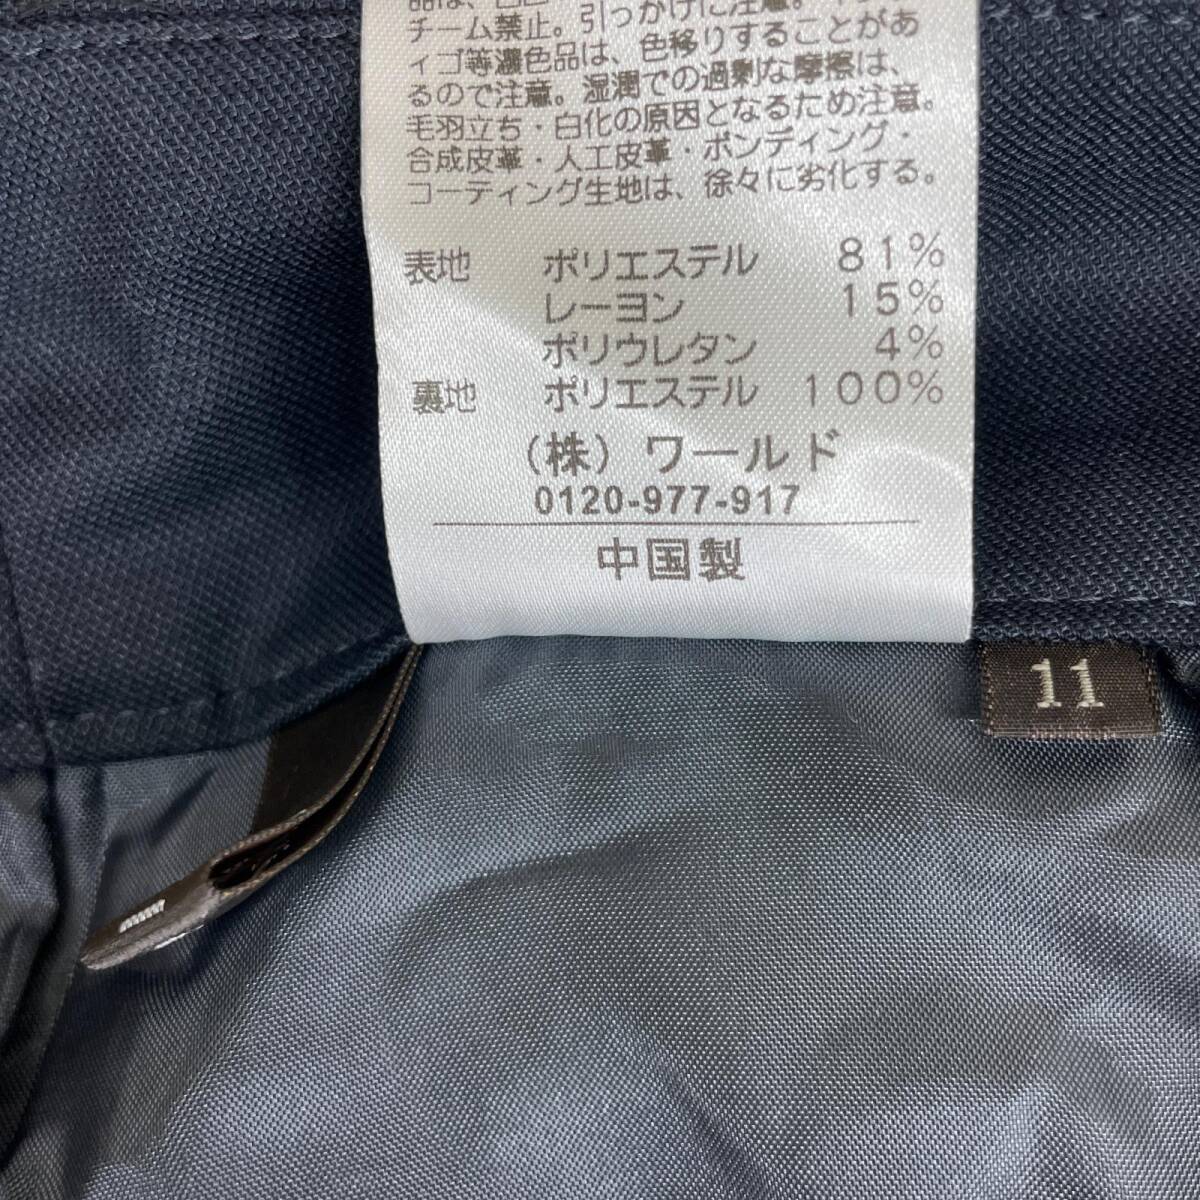 チーム禁止。引っかけに注意。
ィゴ等濃色品は、色移りすることがあ
るので注意。湿潤での過剰な摩擦は、
毛羽立ち・白化の原因となるため注意。
合成皮革・人工皮革・ボンディング・
コーティング生地は、徐々に劣化する。
表地 ポリエステル 81%
レーヨン 15%
ポリウレタン 4%
裏地 ポリエステル 100%
(株) ワールド
0120-977-917
中国製
11